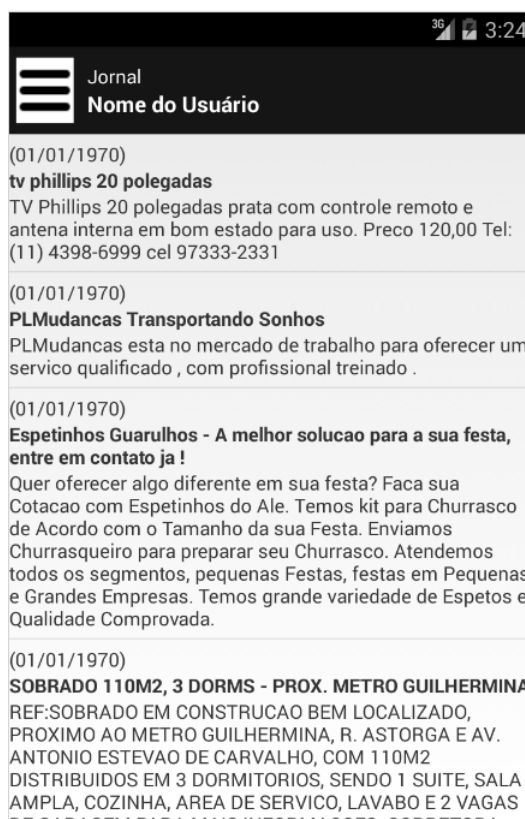 3G 3:24
Jornal
Nome do Usuário
(01/01/1970)
tv phillips 20 polegadas
TV Phillips 20 polegadas prata com controle remoto e
antena interna em bom estado para uso. Preco 120,00 Tel:
(11) 4398-6999 cel 97333-2331
(01/01/1970)
PLMudancas Transportando Sonhos
PLMudancas esta no mercado de trabalho para oferecer um
servico qualificado , com profissional treinado .
(01/01/1970)
Espetinhos Guarulhos - A melhor solucao para a sua festa,
entre em contato ja !
Quer oferecer algo diferente em sua festa? Faca sua
Cotacao com Espetinhos do Ale. Temos kit para Churrasco
de Acordo com o Tamanho da sua Festa. Enviamos
Churrasqueiro para preparar seu Churrasco. Atendemos
todos os segmentos, pequenas Festas, festas em Pequenas
e Grandes Empresas. Temos grande variedade de Espetos e
Qualidade Comprovada.
(01/01/1970)
SOBRADO 110M2, 3 DORMS - PROX. METRO GUILHERMINA
REF:SOBRADO EM CONSTRUCAO BEM LOCALIZADO,
PROXIMO AO METRO GUILHERMINA, R. ASTORGA E AV.
ANTONIO ESTEVAO DE CARVALHO, COM 110M2
DISTRIBUIDOS EM 3 DORMITORIOS, SENDO 1 SUITE, SALA
AMPLA, COZINHA, AREA DE SERVICO, LAVABO E 2 VAGAS